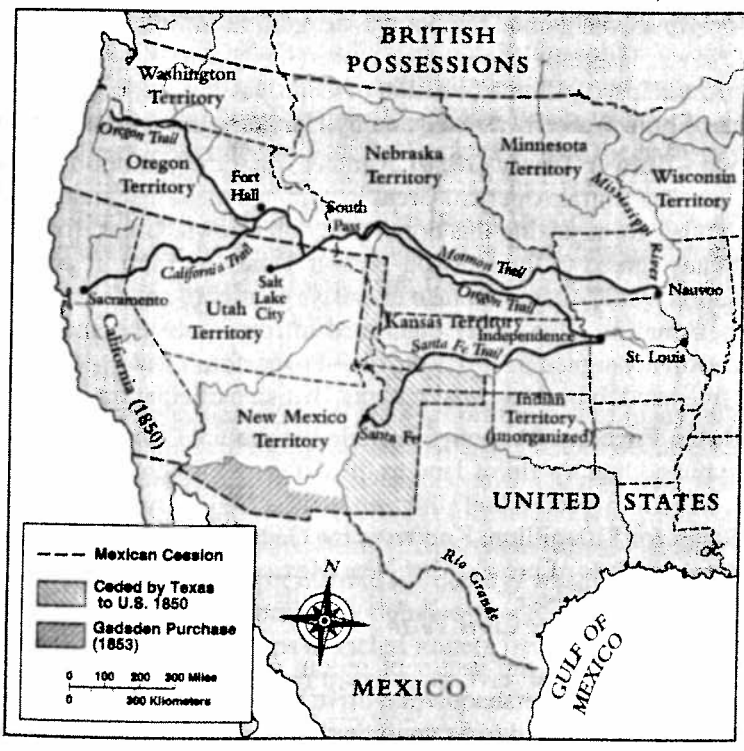 BRITISH
POSSESSIONS
Washington
Territory
Oregon Trail
Oregon
Territory
Fort
Hall
Nebraska
Territory
Minnesota
Territory
Wisconsin
Territory
Mississippi River
South
Pass
Mormon Trail
California Trail
Sacramento
Salt
Lake
City
Utah
Territory
Oregon Trail
Nauvoo
Kansas Territory
Independence
Santa Fe Trail
St. Louis
California (1850)
New Mexico
Territory
Santa Fe
Indian
Territory
(unorganized)
UNITED STATES
Mexican Cession
Ceded by Texas
to U.S. 1850
Gadsden Purchase
(1853)
0 100 200 300 Miles
0 300 Kilometers
N
Rio Grande
MEXICO
GULF OF
MEXICO